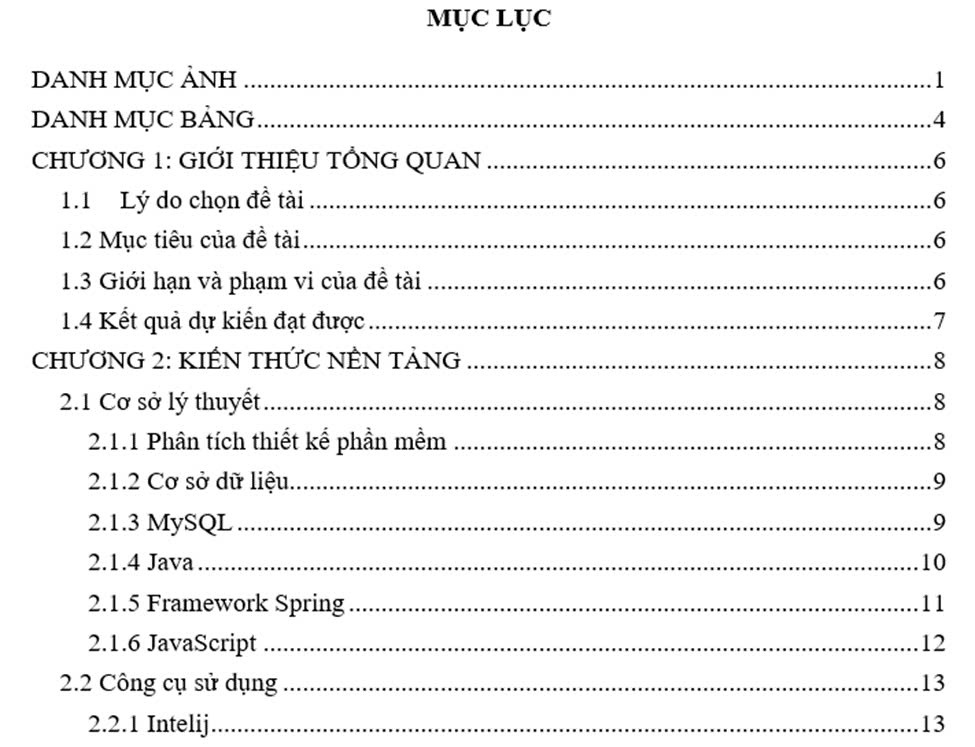 MỤC LỤC
DANH MỤC ẢNH ........................................................ 1
DANH MỤC BẢNG ........................................................ 4
CHƯƠNG 1: GIỚI THIỆU TỔNG QUAN ........................................................ 6
1.1 Lý do chọn đề tài ........................................................ 6
1.2 Mục tiêu của đề tài ........................................................ 6
1.3 Giới hạn và phạm vi của đề tài ........................................................ 6
1.4 Kết quả dự kiến đạt được ........................................................ 7
CHƯƠNG 2: KIẾN THỨC NỀN TẢNG ........................................................ 8
2.1 Cơ sở lý thuyết ........................................................ 8
2.1.1 Phân tích thiết kế phần mềm ........................................................ 8
2.1.2 Cơ sở dữ liệu ........................................................ 9
2.1.3 MySQL ........................................................ 9
2.1.4 Java ........................................................ 10
2.1.5 Framework Spring ........................................................ 11
2.1.6 JavaScript ........................................................ 12
2.2 Công cụ sử dụng ........................................................ 13
2.2.1 Intelij ........................................................ 13